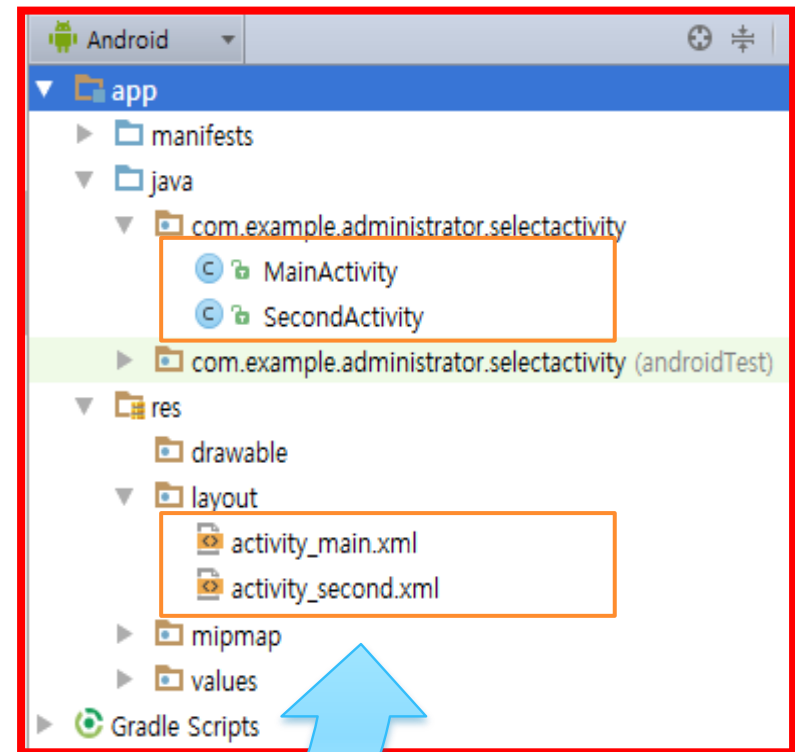 Android
app
manifests
java
com.example.administrator.selectactivity
MainActivity
SecondActivity
com.example.administrator.selectactivity (androidTest)
res
drawable
layout
activity_main.xml
activity_second.xml
mipmap
values
Gradle Scripts